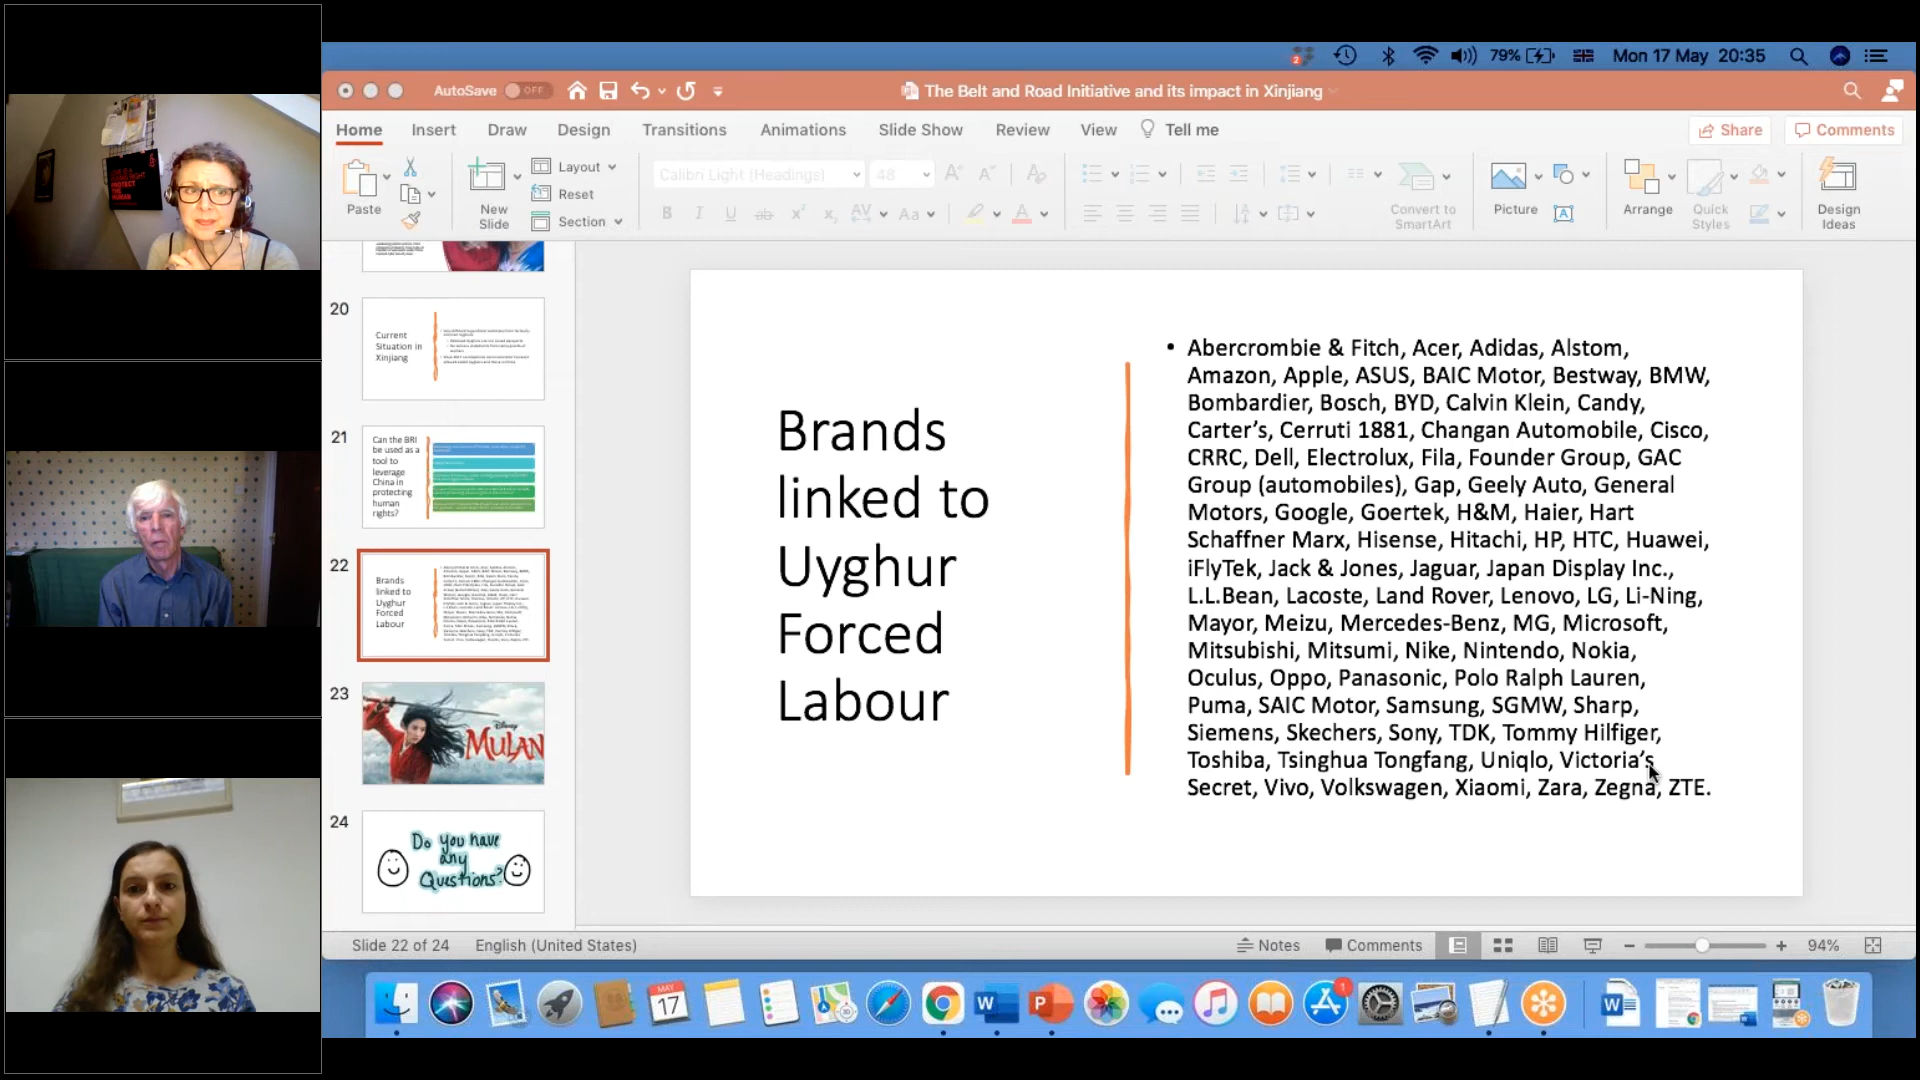 79%
Mon 17 May 20:35
AutoSave OFF
The Belt and Road Initiative and its impact in Xinjiang
Home Insert Draw Design Transitions Animations Slide Show Review View Tell me
Share Comments
Paste
New
Slide
Layout
Reset
Section
Calibri Light (Headings) 48
Convert to
SmartArt
Picture
Arrange
Quick
Styles
Design
Ideas
20
Current
Situation in
Xinjiang
21
Can the BRI
be used as a
tool to
leverage
China in
protecting
human
rights?
22
Brands
linked to
Uyghur
Forced
Labour
23
Disney
MULAN
24
Do you have
any
Questions?
Brands
linked to
Uyghur
Forced
Labour
• Abercrombie & Fitch, Acer, Adidas, Alstom,
Amazon, Apple, ASUS, BAIC Motor, Bestway, BMW,
Bombardier, Bosch, BYD, Calvin Klein, Candy,
Carter’s, Cerruti 1881, Changan Automobile, Cisco,
CRRC, Dell, Electrolux, Fila, Founder Group, GAC
Group (automobiles), Gap, Geely Auto, General
Motors, Google, Goertek, H&M, Haier, Hart
Schaffner Marx, Hisense, Hitachi, HP, HTC, Huawei,
iFlyTek, Jack & Jones, Jaguar, Japan Display Inc.,
L.L.Bean, Lacoste, Land Rover, Lenovo, LG, Li-Ning,
Mayor, Meizu, Mercedes-Benz, MG, Microsoft,
Mitsubishi, Mitsumi, Nike, Nintendo, Nokia,
Oculus, Oppo, Panasonic, Polo Ralph Lauren,
Puma, SAIC Motor, Samsung, SGMW, Sharp,
Siemens, Skechers, Sony, TDK, Tommy Hilfiger,
Toshiba, Tsinghua Tongfang, Uniqlo, Victoria’s
Secret, Vivo, Volkswagen, Xiaomi, Zara, Zegna, ZTE.
Slide 22 of 24 English (United States)
Notes Comments 94%
MAY
17
PROTECT
THE
HUMAN